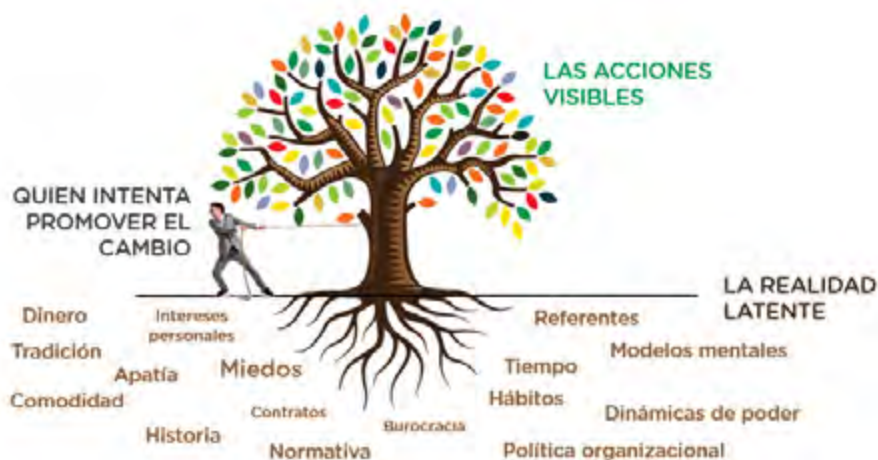 LAS ACCIONES
VISIBLES
QUIEN INTENTA
PROMOVER EL
CAMBIO
LA REALIDAD
LATENTE
Dinero
Intereses
personales
Referentes
Tradición
Apatía
Miedos
Tiempo
Modelos mentales
Comodidad
Contratos
Hábitos
Dinámicas de poder
Historia
Burocracia
Normativa
Política organizacional